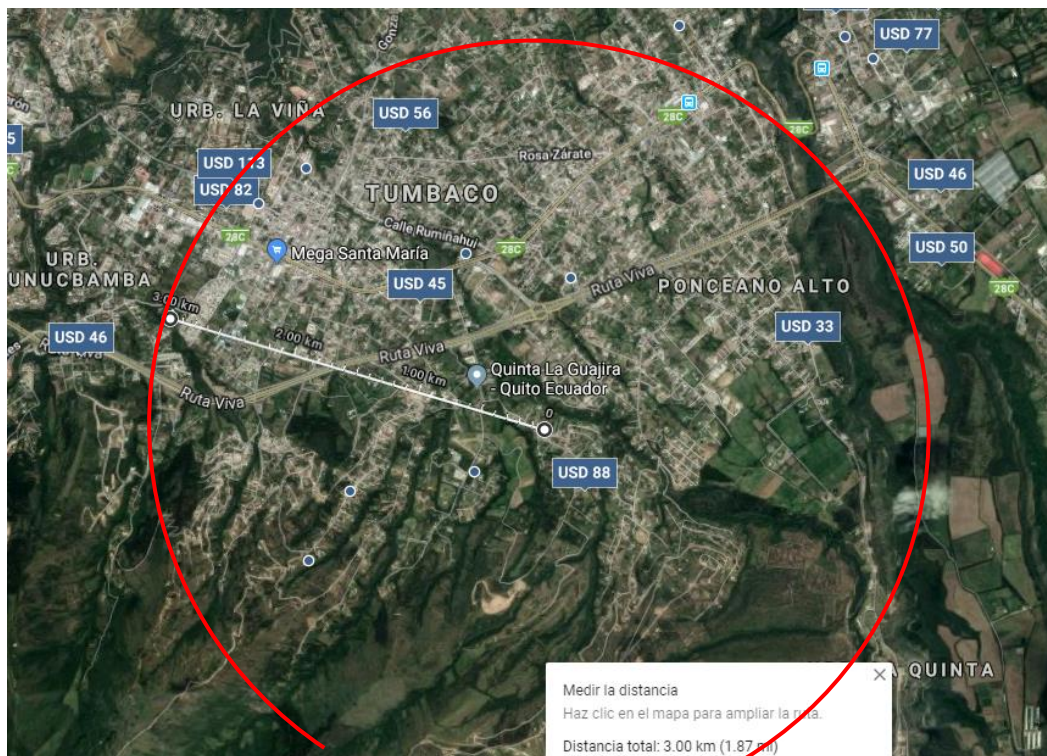 USD 77
URB. LA VIÑA
USD 56
28C
28C
Rosa Zárate
USD 113
USD 82
TUMBACO
USD 46
28C
Calle Rumiñahui
28C
Mega Santa María
USD 50
URB.
UNUCBAMBA
28C
USD 45
Ruta Viva
PONCEANO ALTO
3.00 km
USD 46
2.00 km
USD 33
Ruta Viva
Ruta Viva
1.00 km
Quinta La Guajira
- Quito Ecuador
Ruta Viva
0
USD 88
QUINTA
Medir la distancia
Haz clic en el mapa para ampliar la ruta.
Distancia total: 3.00 km (1.87 mi)